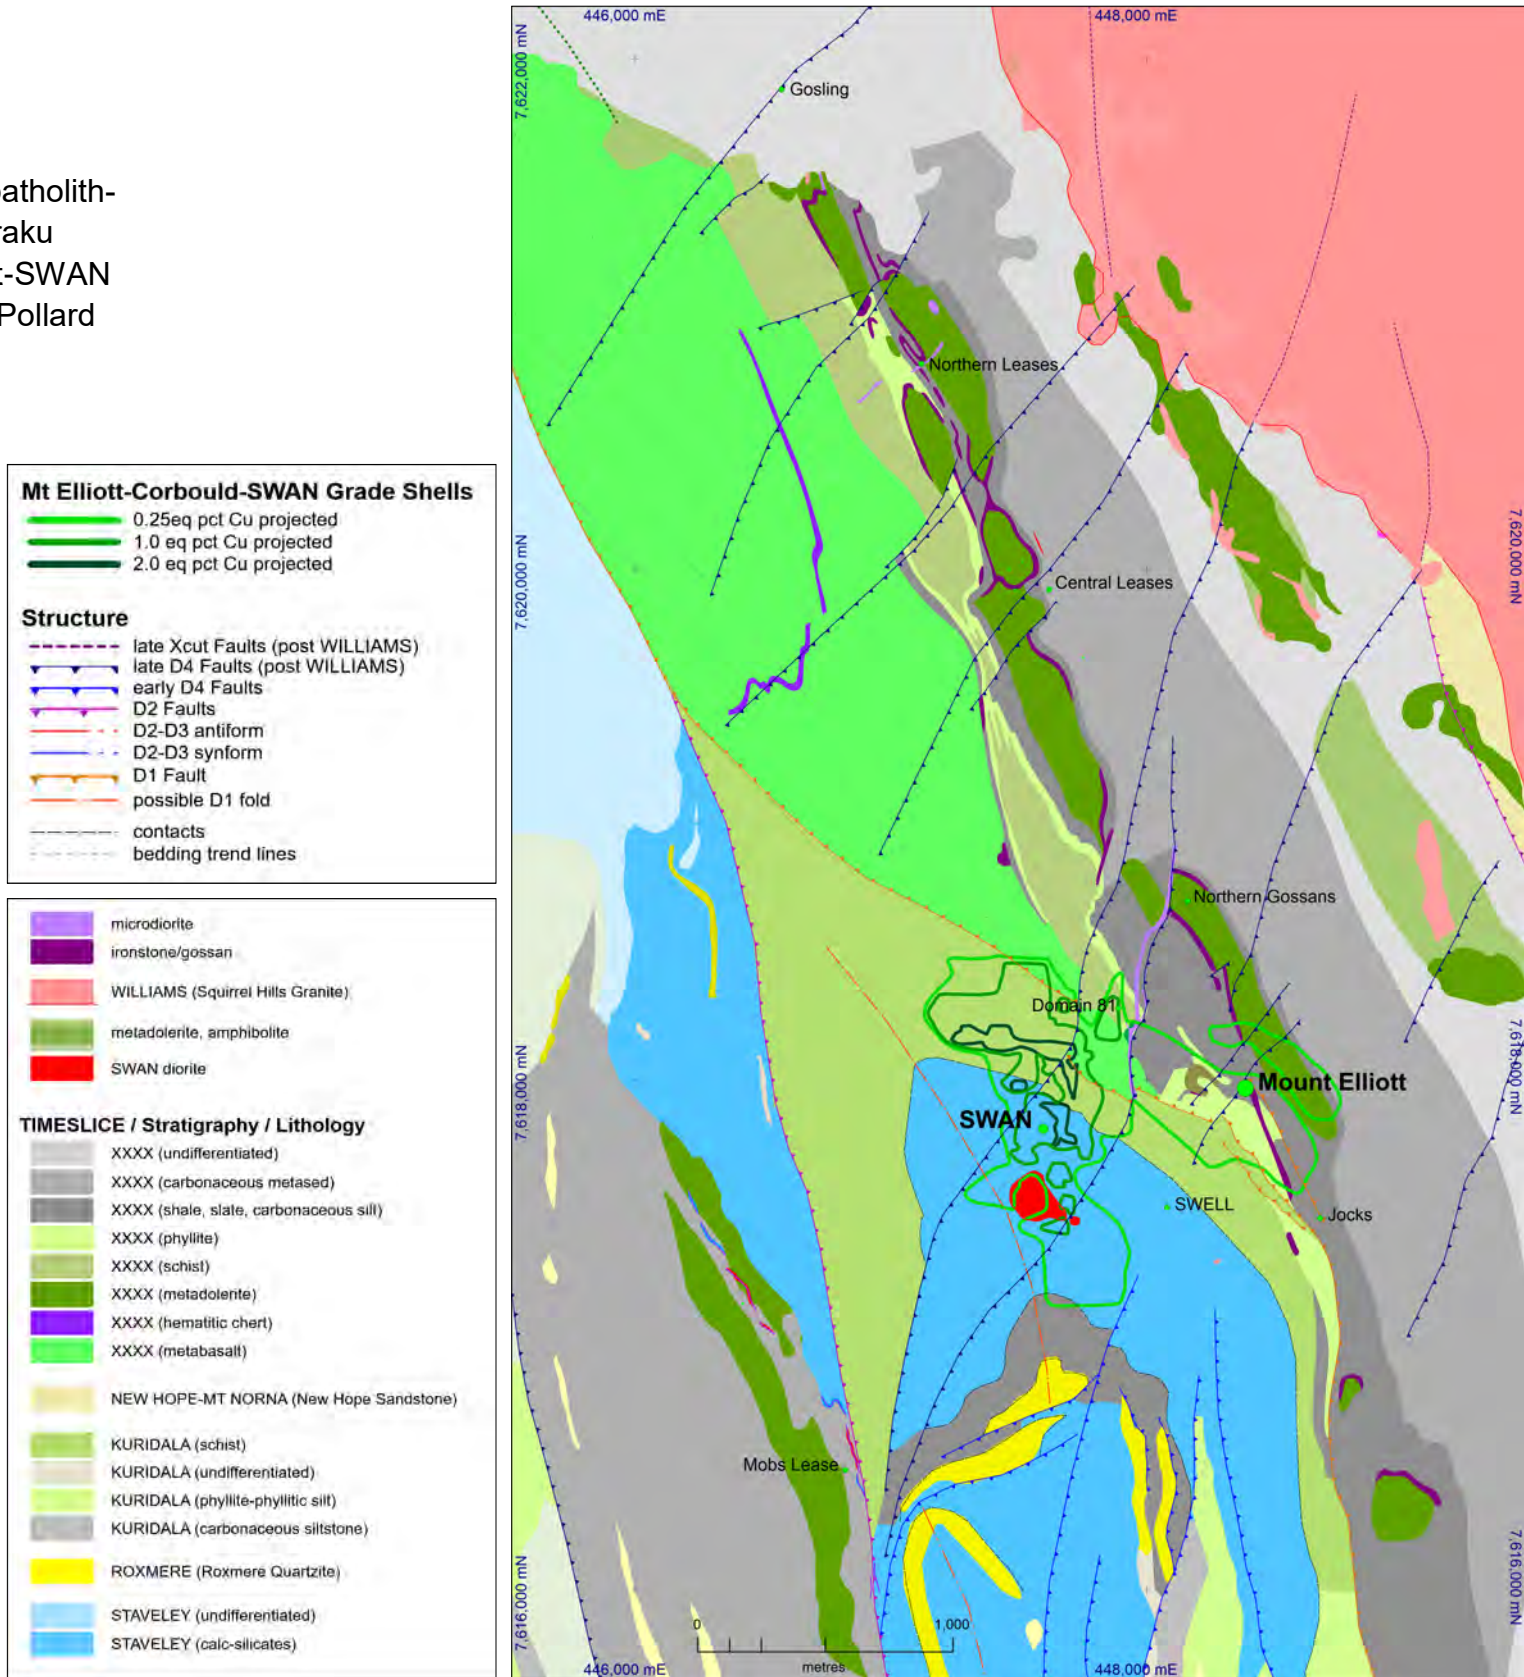 batholith-
raku
t-SWAN
Pollard
Mt Elliott-Corbould-SWAN Grade Shells
0.25eq pct Cu projected
1.0 eq pct Cu projected
2.0 eq pct Cu projected
Structure
late Xcut Faults (post WILLIAMS)
late D4 Faults (post WILLIAMS)
early D4 Faults
D2 Faults
D2-D3 antiform
D2-D3 synform
D1 Fault
possible D1 fold
contacts
bedding trend lines
microdiorite
ironstone/gossan
WILLIAMS (Squirrel Hills Granite)
metadolerite, amphibolite
SWAN diorite
TIMESLICE / Stratigraphy / Lithology
XXXX (undifferentiated)
XXXX (carbonaceous metased)
XXXX (shale, slate, carbonaceous silt)
XXXX (phyllite)
XXXX (schist)
XXXX (metadolerite)
XXXX (hematitic chert)
XXXX (metabasalt)
NEW HOPE-MT NORNA (New Hope Sandstone)
KURIDALA (schist)
KURIDALA (undifferentiated)
KURIDALA (phyllite-phyllitic silt)
KURIDALA (carbonaceous siltstone)
ROXMERE (Roxmere Quartzite)
STAVELEY (undifferentiated)
STAVELEY (calc-silicates)
446,000 mE
448,000 mE
7,622,000 mN
Gosling
Northern Leases
7,620,000 mN
7,620,000 mN
Central Leases
Northern Gossans
Domain 81
7,618,000 mN
7,618,000 mN
Mount Elliott
SWAN
SWELL
Jocks
Mobs Lease
7,616,000 mN
7,616,000 mN
0
1,000
metres
446,000 mE
448,000 mE